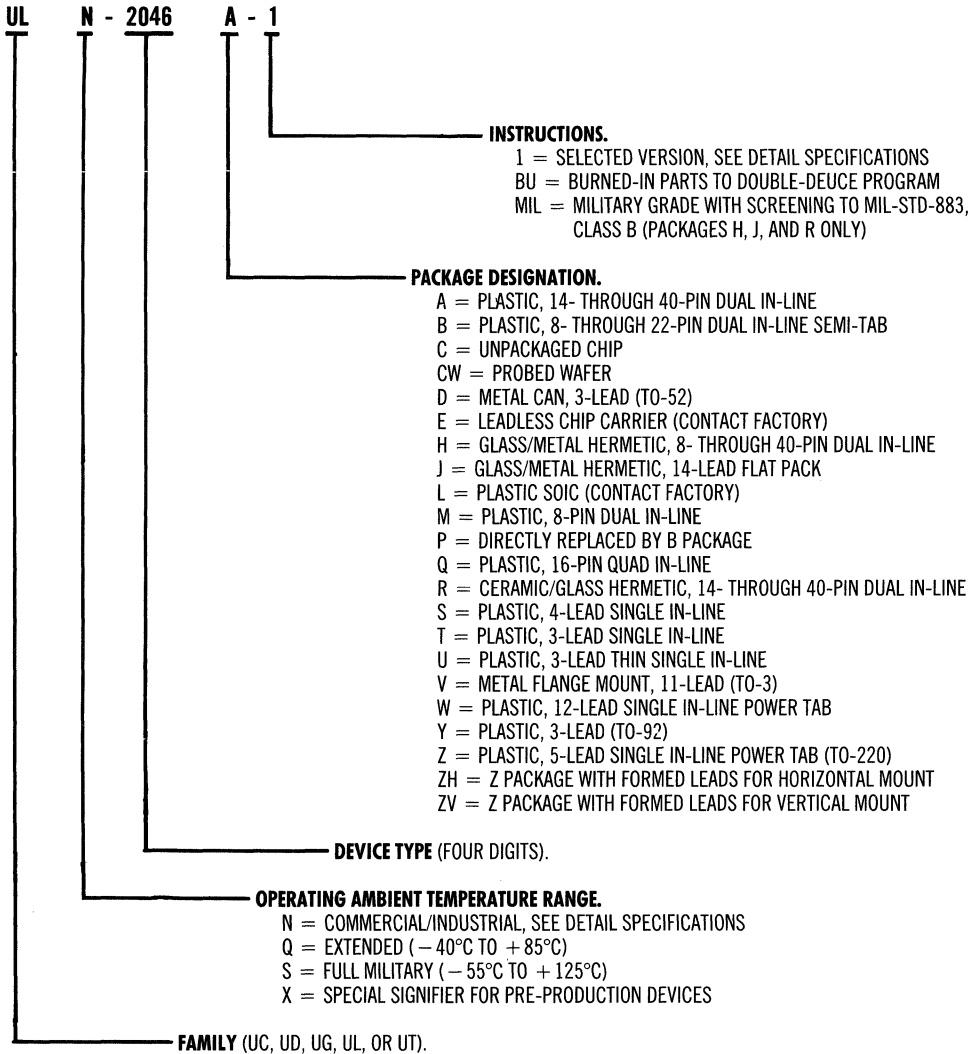 UL N - 2046 A - 1
INSTRUCTIONS.
1 = SELECTED VERSION, SEE DETAIL SPECIFICATIONS
BU = BURNED-IN PARTS TO DOUBLE-DEUCE PROGRAM
MIL = MILITARY GRADE WITH SCREENING TO MIL-STD-883,
CLASS B (PACKAGES H, J, AND R ONLY)
PACKAGE DESIGNATION.
A = PLASTIC, 14- THROUGH 40-PIN DUAL IN-LINE
B = PLASTIC, 8- THROUGH 22-PIN DUAL IN-LINE SEMI-TAB
C = UNPACKAGED CHIP
CW = PROBED WAFER
D = METAL CAN, 3-LEAD (TO-52)
E = LEADLESS CHIP CARRIER (CONTACT FACTORY)
H = GLASS/METAL HERMETIC, 8- THROUGH 40-PIN DUAL IN-LINE
J = GLASS/METAL HERMETIC, 14-LEAD FLAT PACK
L = PLASTIC SOIC (CONTACT FACTORY)
M = PLASTIC, 8-PIN DUAL IN-LINE
P = DIRECTLY REPLACED BY B PACKAGE
Q = PLASTIC, 16-PIN QUAD IN-LINE
R = CERAMIC/GLASS HERMETIC, 14- THROUGH 40-PIN DUAL IN-LINE
S = PLASTIC, 4-LEAD SINGLE IN-LINE
T = PLASTIC, 3-LEAD SINGLE IN-LINE
U = PLASTIC, 3-LEAD THIN SINGLE IN-LINE
V = METAL FLANGE MOUNT, 11-LEAD (TO-3)
W = PLASTIC, 12-LEAD SINGLE IN-LINE POWER TAB
Y = PLASTIC, 3-LEAD (TO-92)
Z = PLASTIC, 5-LEAD SINGLE IN-LINE POWER TAB (TO-220)
ZH = Z PACKAGE WITH FORMED LEADS FOR HORIZONTAL MOUNT
ZV = Z PACKAGE WITH FORMED LEADS FOR VERTICAL MOUNT
DEVICE TYPE (FOUR DIGITS).
OPERATING AMBIENT TEMPERATURE RANGE.
N = COMMERCIAL/INDUSTRIAL, SEE DETAIL SPECIFICATIONS
Q = EXTENDED (−40°C TO +85°C)
S = FULL MILITARY (−55°C TO +125°C)
X = SPECIAL SIGNIFIER FOR PRE-PRODUCTION DEVICES
FAMILY (UC, UD, UG, UL, OR UT).